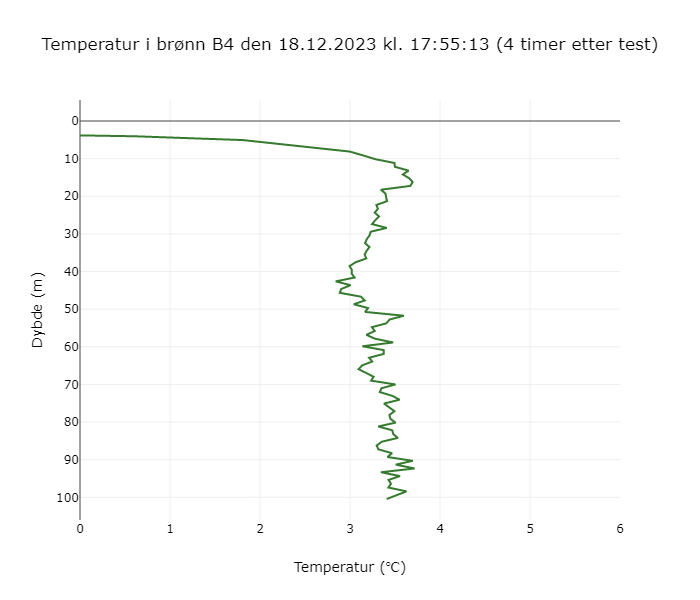 Temperatur i brønn B4 den 18.12.2023 kl. 17:55:13 (4 timer etter test)
0
10
20
30
40
50
60
70
80
90
100
Dybde (m)
0 1 2 3 4 5 6
Temperatur (℃)